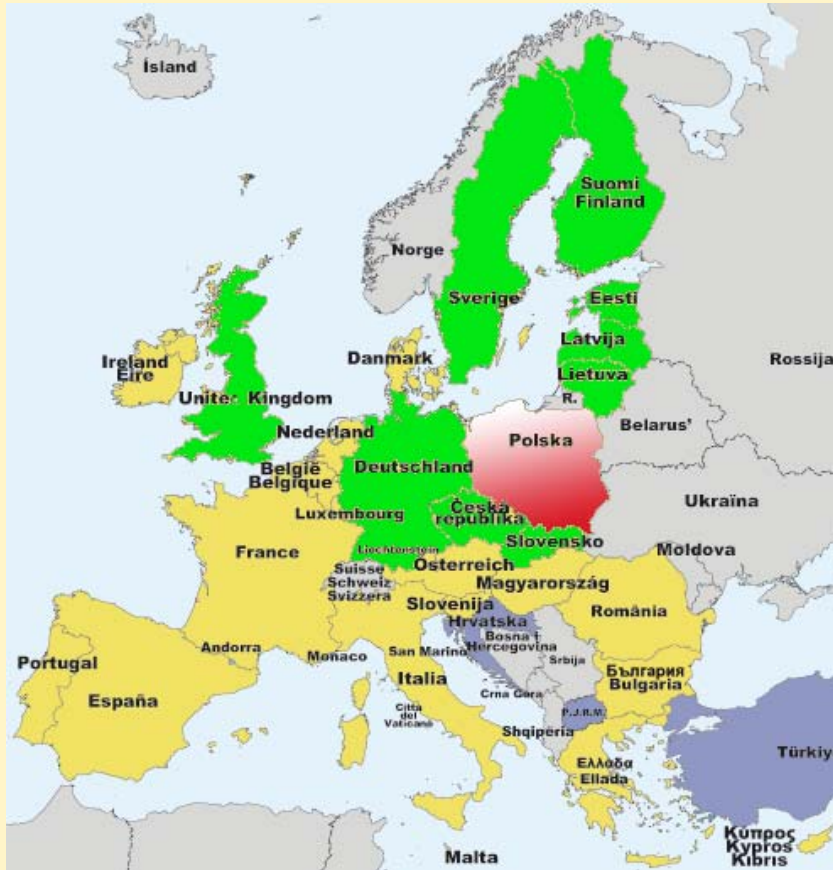 Ísland
Suomi
Finland
Norge
Sverige
Eesti
Latvija
Rossija
Danmark
Ireland
Eire
Lietuva
R.
United Kingdom
Belarus'
Nederland
Polska
België
Belgique
Deutschland
Ukraïna
Luxembourg
Česká
republika
Slovensko
Moldova
France
Liechtenstein
Österreich
Suisse
Schweiz
Svizzera
Magyarország
Slovenija
România
Hrvatska
Bosna i
Hercegovina
Andorra
San Marino
Monaco
Srbija
Portugal
España
Italia
България
Bulgaria
Crna Gora
Città
del
Vaticano
P.J.R.M.
Shqipëria
Türkiy
Ελλάδα
Ellada
Κύπρος
Kypros
Kıbrıs
Malta